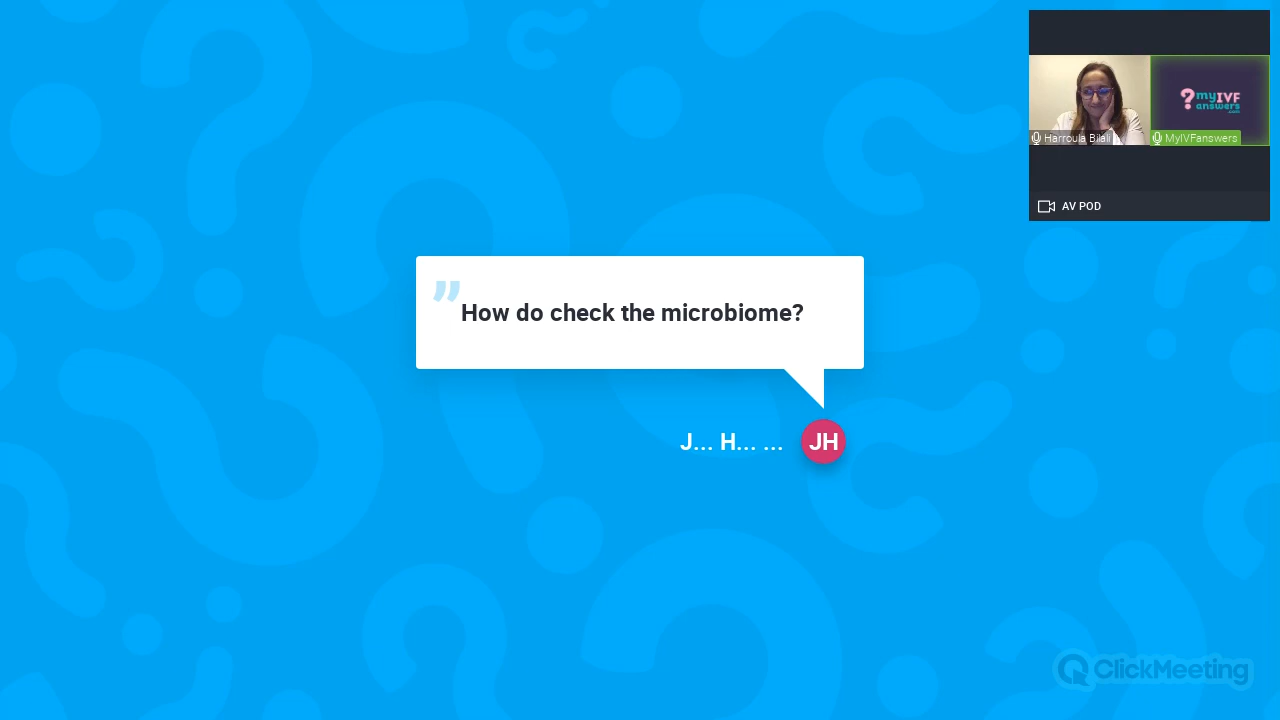 ? my IVF
answers
.com
Harroula Bilali
MyIVFanswers
AV POD
" How do check the microbiome?
J... H... ...
JH
ClickMeeting